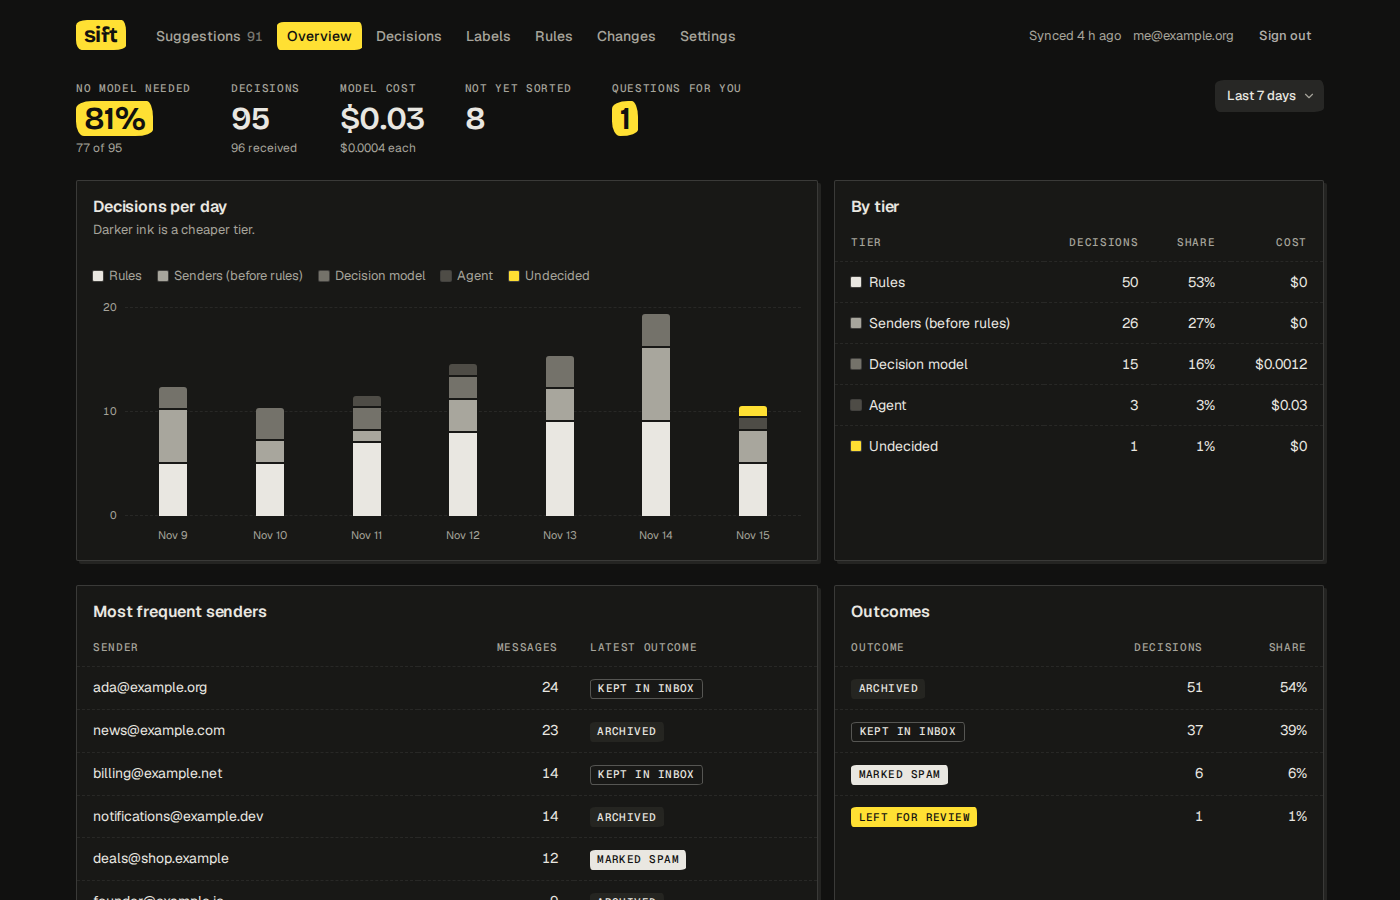 sift
Suggestions 91 Overview Decisions Labels Rules Changes Settings Synced 4 h ago me@example.org Sign out
NO MODEL NEEDED DECISIONS MODEL COST NOT YET SORTED QUESTIONS FOR YOU
81% 95 $0.03 8 1
77 of 95 96 received $0.0004 each
Last 7 days
Decisions per day
Darker ink is a cheaper tier.
Rules Senders (before rules) Decision model Agent Undecided
20
10
0
Nov 9 Nov 10 Nov 11 Nov 12 Nov 13 Nov 14 Nov 15
By tier
TIER DECISIONS SHARE COST
Rules 50 53% $0
Senders (before rules) 26 27% $0
Decision model 15 16% $0.0012
Agent 3 3% $0.03
Undecided 1 1% $0
Most frequent senders
SENDER MESSAGES LATEST OUTCOME
ada@example.org 24 KEPT IN INBOX
news@example.com 23 ARCHIVED
billing@example.net 14 KEPT IN INBOX
notifications@example.dev 14 ARCHIVED
deals@shop.example 12 MARKED SPAM
Outcomes
OUTCOME DECISIONS SHARE
ARCHIVED 51 54%
KEPT IN INBOX 37 39%
MARKED SPAM 6 6%
LEFT FOR REVIEW 1 1%